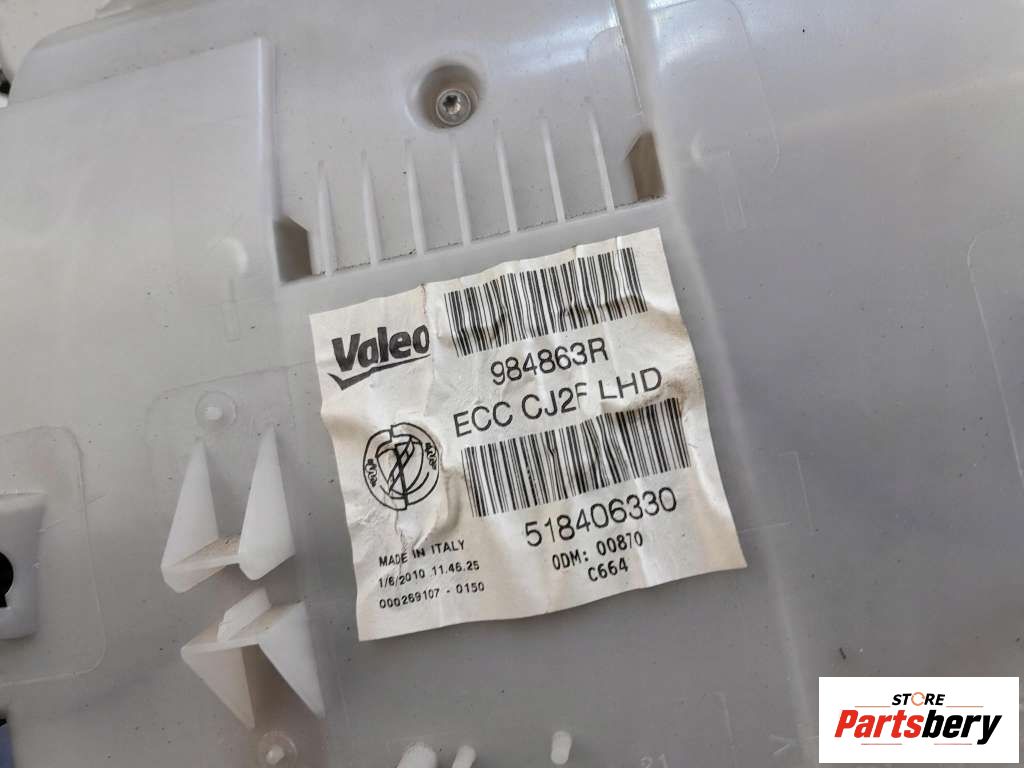 Valeo
984863R
ECC CJ2F LHD
518406330
MADE IN ITALY
1/6/2010 11.46.25
000269107 - 0150
ODM: 00870
C664
21
STORE
Partsbery